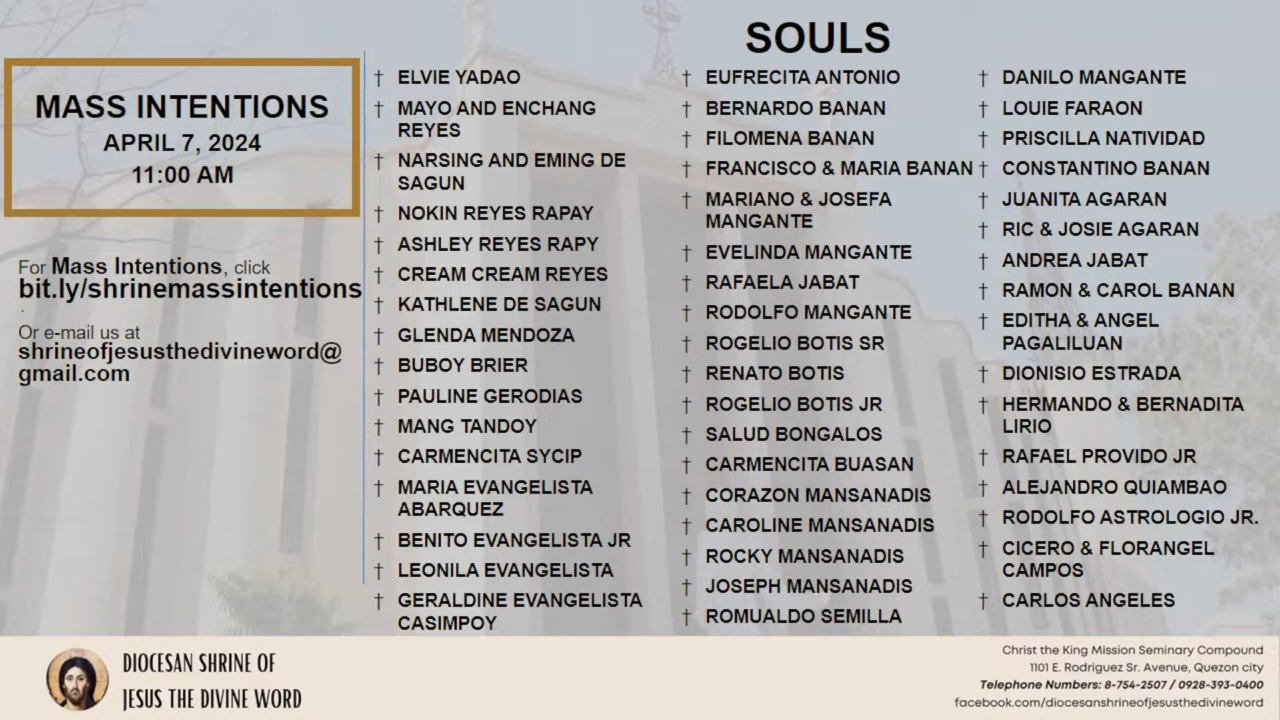 SOULS
MASS INTENTIONS
APRIL 7, 2024
11:00 AM
For Mass Intentions, click
bit.ly/shrinemassintentions
.
Or e-mail us at
shrineofjesusthedivineword@
gmail.com
† ELVIE YADAO
† MAYO AND ENCHANG
REYES
† NARSING AND EMING DE
SAGUN
† NOKIN REYES RAPAY
† ASHLEY REYES RAPY
† CREAM CREAM REYES
† KATHLENE DE SAGUN
† GLENDA MENDOZA
† BUBOY BRIER
† PAULINE GERODIAS
† MANG TANDOY
† CARMENCITA SYCIP
† MARIA EVANGELISTA
ABARQUEZ
† BENITO EVANGELISTA JR
† LEONILA EVANGELISTA
† GERALDINE EVANGELISTA
CASIMPOY
† EUFRECITA ANTONIO
† BERNARDO BANAN
† FILOMENA BANAN
† FRANCISCO & MARIA BANAN
† MARIANO & JOSEFA
MANGANTE
† EVELINDA MANGANTE
† RAFAELA JABAT
† RODOLFO MANGANTE
† ROGELIO BOTIS SR
† RENATO BOTIS
† ROGELIO BOTIS JR
† SALUD BONGALOS
† CARMENCITA BUASAN
† CORAZON MANSANADIS
† CAROLINE MANSANADIS
† ROCKY MANSANADIS
† JOSEPH MANSANADIS
† ROMUALDO SEMILLA
† DANILO MANGANTE
† LOUIE FARAON
† PRISCILLA NATIVIDAD
† CONSTANTINO BANAN
† JUANITA AGARAN
† RIC & JOSIE AGARAN
† ANDREA JABAT
† RAMON & CAROL BANAN
† EDITHA & ANGEL
PAGALILUAN
† DIONISIO ESTRADA
† HERMANDO & BERNADITA
LIRIO
† RAFAEL PROVIDO JR
† ALEJANDRO QUIAMBAO
† RODOLFO ASTROLOGIO JR.
† CICERO & FLORANGEL
CAMPOS
† CARLOS ANGELES
DIOCESAN SHRINE OF
JESUS THE DIVINE WORD
Christ the King Mission Seminary Compound
1101 E. Rodriguez Sr. Avenue, Quezon city
Telephone Numbers: 8-754-2507 / 0928-393-0400
facebook.com/diocesanshrineofjesusthedivineword